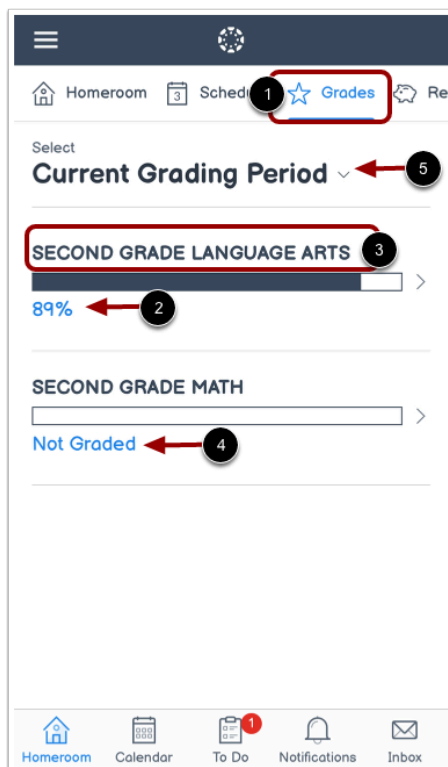 Homeroom 3 Schedu 1 Grades Re
Select
Current Grading Period 5
SECOND GRADE LANGUAGE ARTS 3
89% 2
SECOND GRADE MATH
Not Graded 4
1
Homeroom Calendar To Do Notifications Inbox